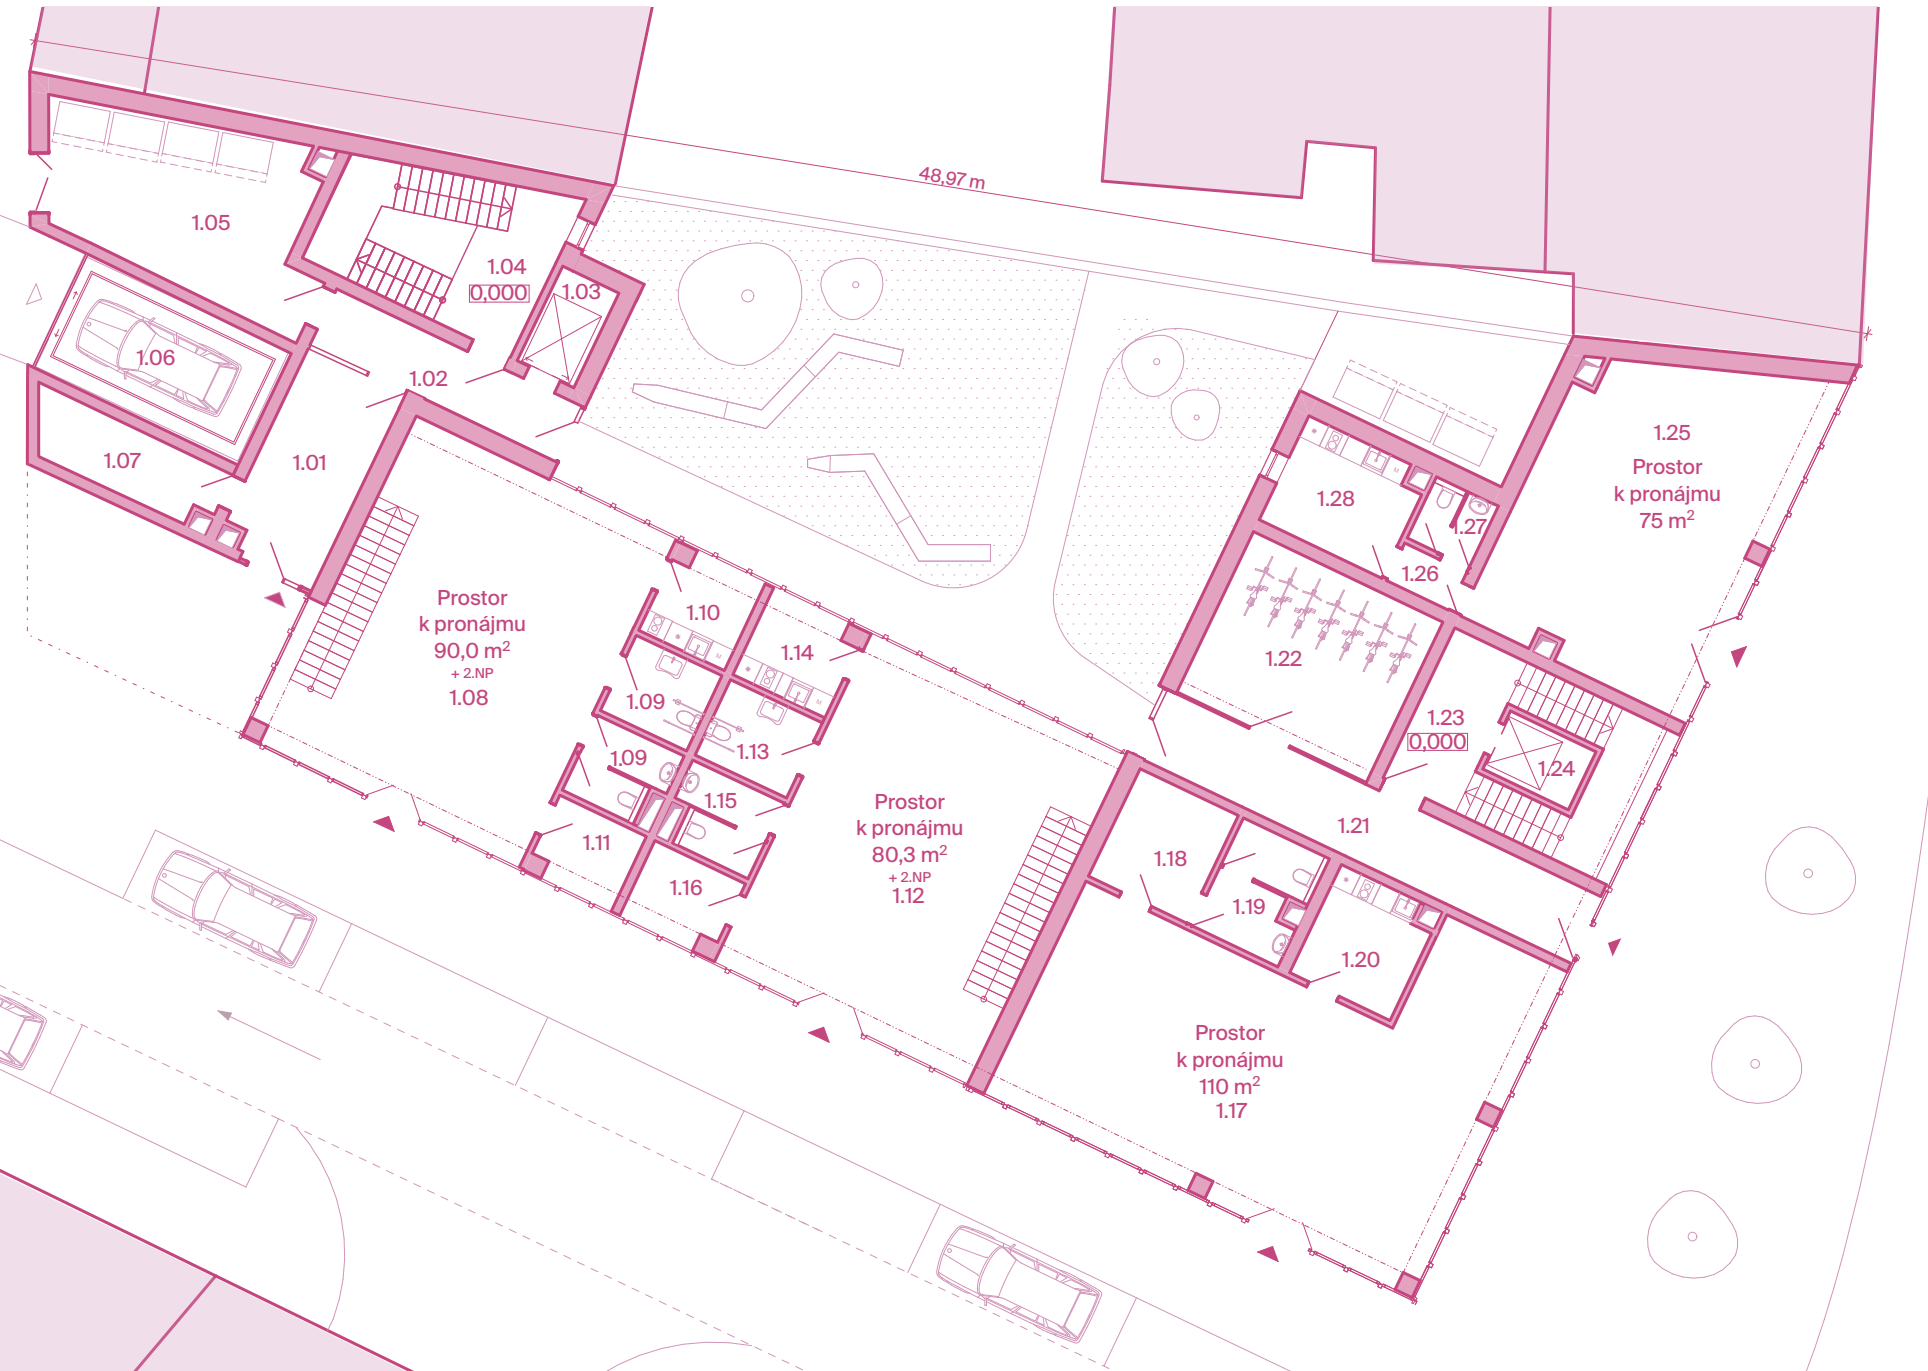 48,97 m
1.05
1.04
0,000
1.03
1.06
1.02
1.07
1.01
1.25
Prostor
k pronájmu
75 m²
1.28
1.27
1.26
1.22
1.23
0,000
1.24
1.21
Prostor
k pronájmu
90,0 m²
+ 2.NP
1.08
1.10
M
1.14
M
1.09
1.13
1.09
1.15
1.11
1.16
Prostor
k pronájmu
80,3 m²
+ 2.NP
1.12
1.18
1.19
1.20
Prostor
k pronájmu
110 m²
1.17
M